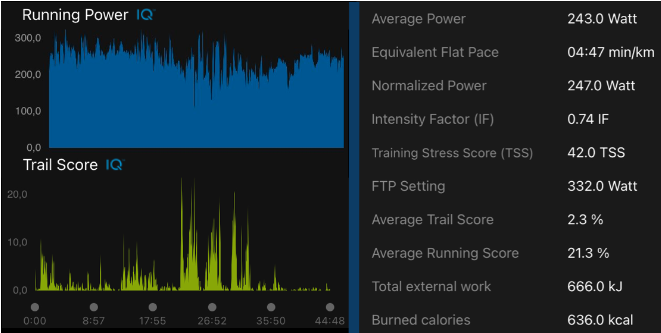 Running Power IQ
300,0
200,0
100,0
0,0
Trail Score IQ
20,0
10,0
0,0
0:00 8:57 17:55 26:52 35:50 44:48
Average Power 243.0 Watt
Equivalent Flat Pace 04:47 min/km
Normalized Power 247.0 Watt
Intensity Factor (IF) 0.74 IF
Training Stress Score (TSS) 42.0 TSS
FTP Setting 332.0 Watt
Average Trail Score 2.3 %
Average Running Score 21.3 %
Total external work 666.0 kJ
Burned calories 636.0 kcal